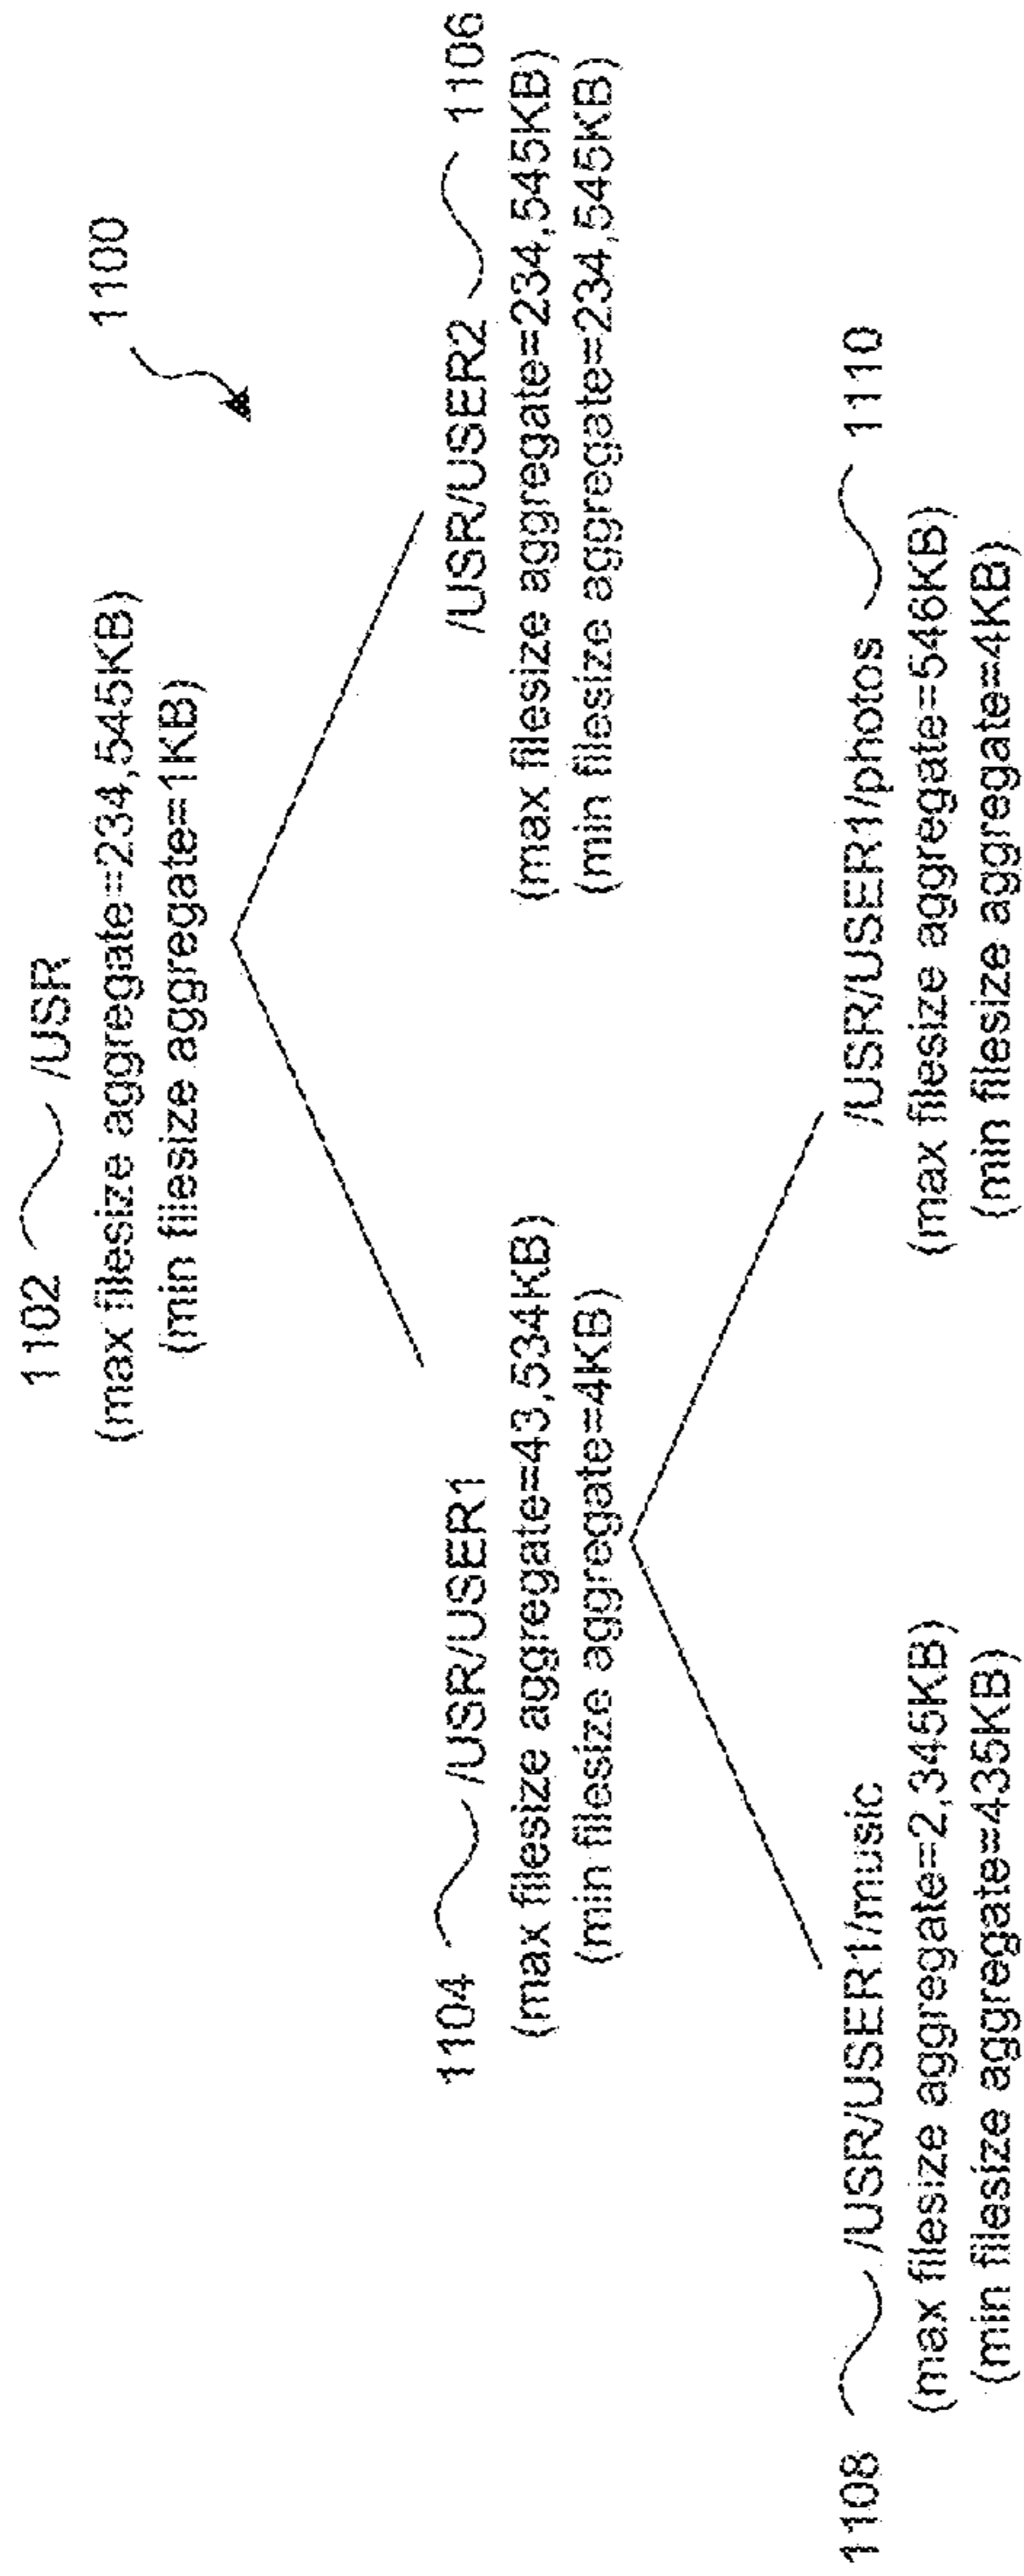 1100
1102 /USR
(max filesize aggregate=234,545KB)
(min filesize aggregate=1KB)
1104 /USR/USER1
(max filesize aggregate=43,534KB)
(min filesize aggregate=4KB)
/USR/USER2 1106
(max filesize aggregate=234,545KB)
(min filesize aggregate=234,545KB)
1108 /USR/USER1/music
(max filesize aggregate=2,345KB)
(min filesize aggregate=435KB)
/USR/USER1/photos 1110
(max filesize aggregate=546KB)
(min filesize aggregate=4KB)